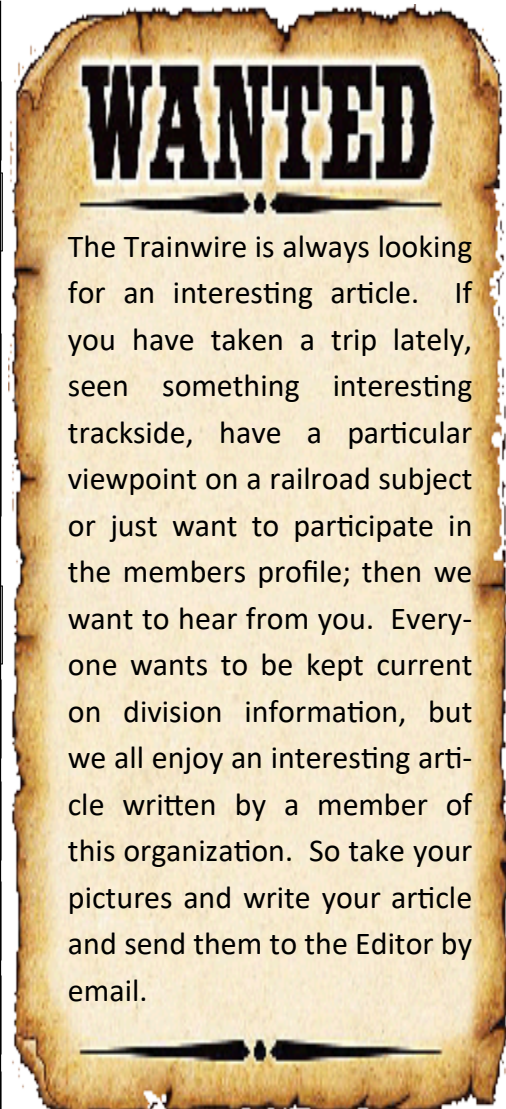 WANTED
The Trainwire is always looking
for an interesting article. If
you have taken a trip lately,
seen something interesting
trackside, have a particular
viewpoint on a railroad subject
or just want to participate in
the members profile; then we
want to hear from you. Every-
one wants to be kept current
on division information, but
we all enjoy an interesting arti-
cle written by a member of
this organization. So take your
pictures and write your article
and send them to the Editor by
email.